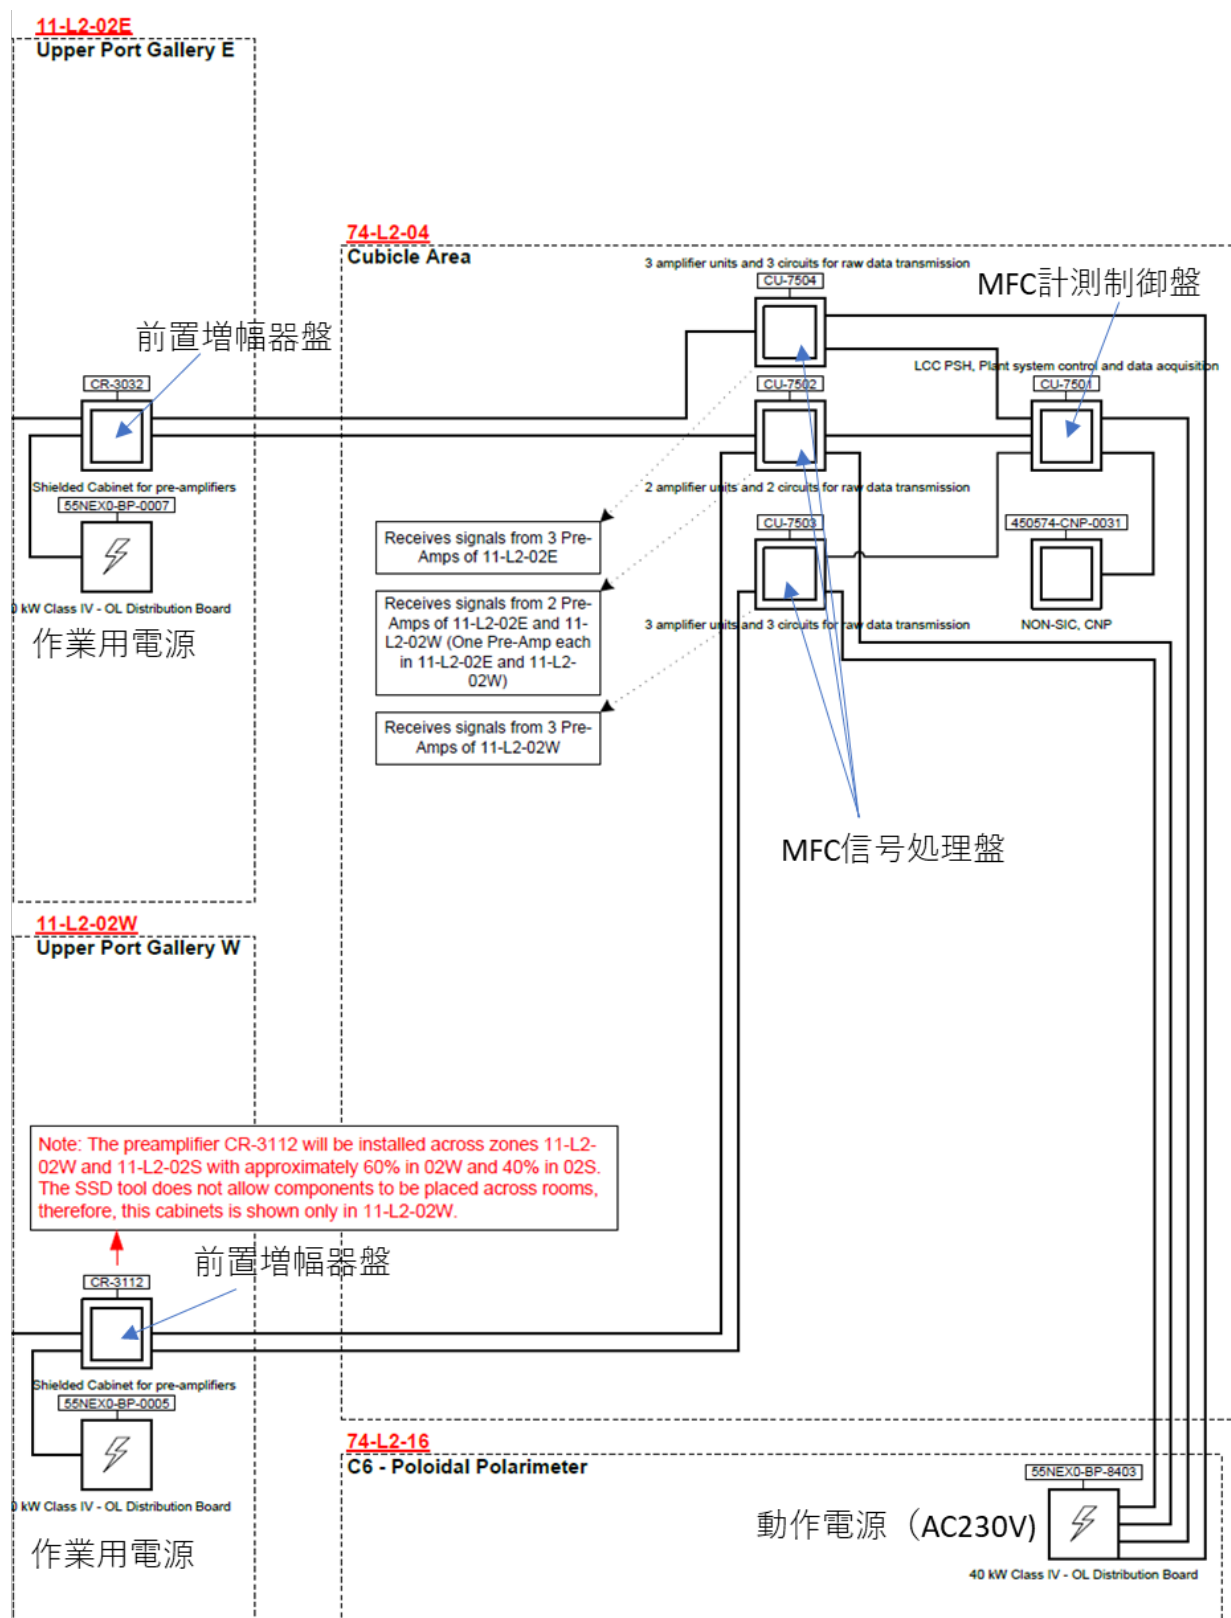 11-L2-02E
Upper Port Gallery E
前置増幅器盤
CR-3032
Shielded Cabinet for pre-amplifiers
55NEX0-BP-0007
kW Class IV - OL Distribution Board
作業用電源
74-L2-04
Cubicle Area
3 amplifier units and 3 circuits for raw data transmission
CU-7504
MFC計測制御盤
LCC PSH, Plant system control and data acquisition
CU-7502
CU-7501
2 amplifier units and 2 circuits for raw data transmission
CU-7503
450574-CNP-0031
3 amplifier units and 3 circuits for raw data transmission
NON-SIC, CNP
Receives signals from 3 Pre-
Amps of 11-L2-02E
Receives signals from 2 Pre-
Amps of 11-L2-02E and 11-
L2-02W (One Pre-Amp each
in 11-L2-02E and 11-L2-
02W)
Receives signals from 3 Pre-
Amps of 11-L2-02W
MFC信号処理盤
11-L2-02W
Upper Port Gallery W
Note: The preamplifier CR-3112 will be installed across zones 11-L2-
02W and 11-L2-02S with approximately 60% in 02W and 40% in 02S.
The SSD tool does not allow components to be placed across rooms,
therefore, this cabinets is shown only in 11-L2-02W.
前置増幅器盤
CR-3112
Shielded Cabinet for pre-amplifiers
55NEX0-BP-0005
kW Class IV - OL Distribution Board
作業用電源
74-L2-16
C6 - Poloidal Polarimeter
55NEX0-BP-8403
動作電源（AC230V)
40 kW Class IV - OL Distribution Board